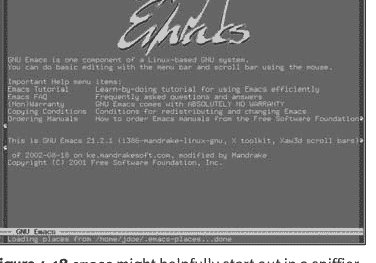 Emacs
GNU Emacs is one component of a Linux-based GNU system.
You can do basic editing with the menu bar and scroll bar using the mouse.
Important Help menu items:
Emacs Tutorial Learn-by-doing tutorial for using Emacs efficiently
Emacs FAQ Frequently asked questions and answers
(Non)Warranty GNU Emacs comes with ABSOLUTELY NO WARRANTY
Copying Conditions Conditions for redistributing and changing Emacs
Ordering Manuals How to order Emacs manuals from the Free Software Foundation
This is GNU Emacs 21.2.1 (i386-mandrake-linux-gnu, X toolkit, Xaw3d scroll bars)
of 2002-08-18 on ke.mandrakesoft.com, modified by Mandrake
Copyright (C) 2001 Free Software Foundation, Inc.
GNU Emacs
Loading places from /home/jdoe/.emacs-places...done
emacs might helpfully start out in a spiffier